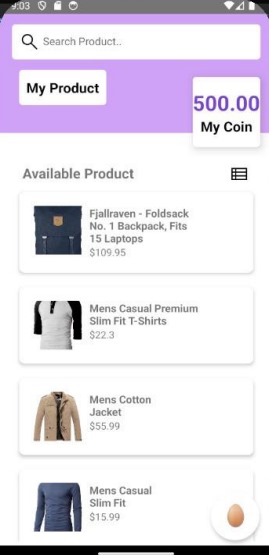 9:03
Search Product..
My Product
500.00
My Coin
Available Product
Fjallraven - Foldsack
No. 1 Backpack, Fits
15 Laptops
$109.95
Mens Casual Premium
Slim Fit T-Shirts
$22.3
Mens Cotton
Jacket
$55.99
Mens Casual
Slim Fit
$15.99